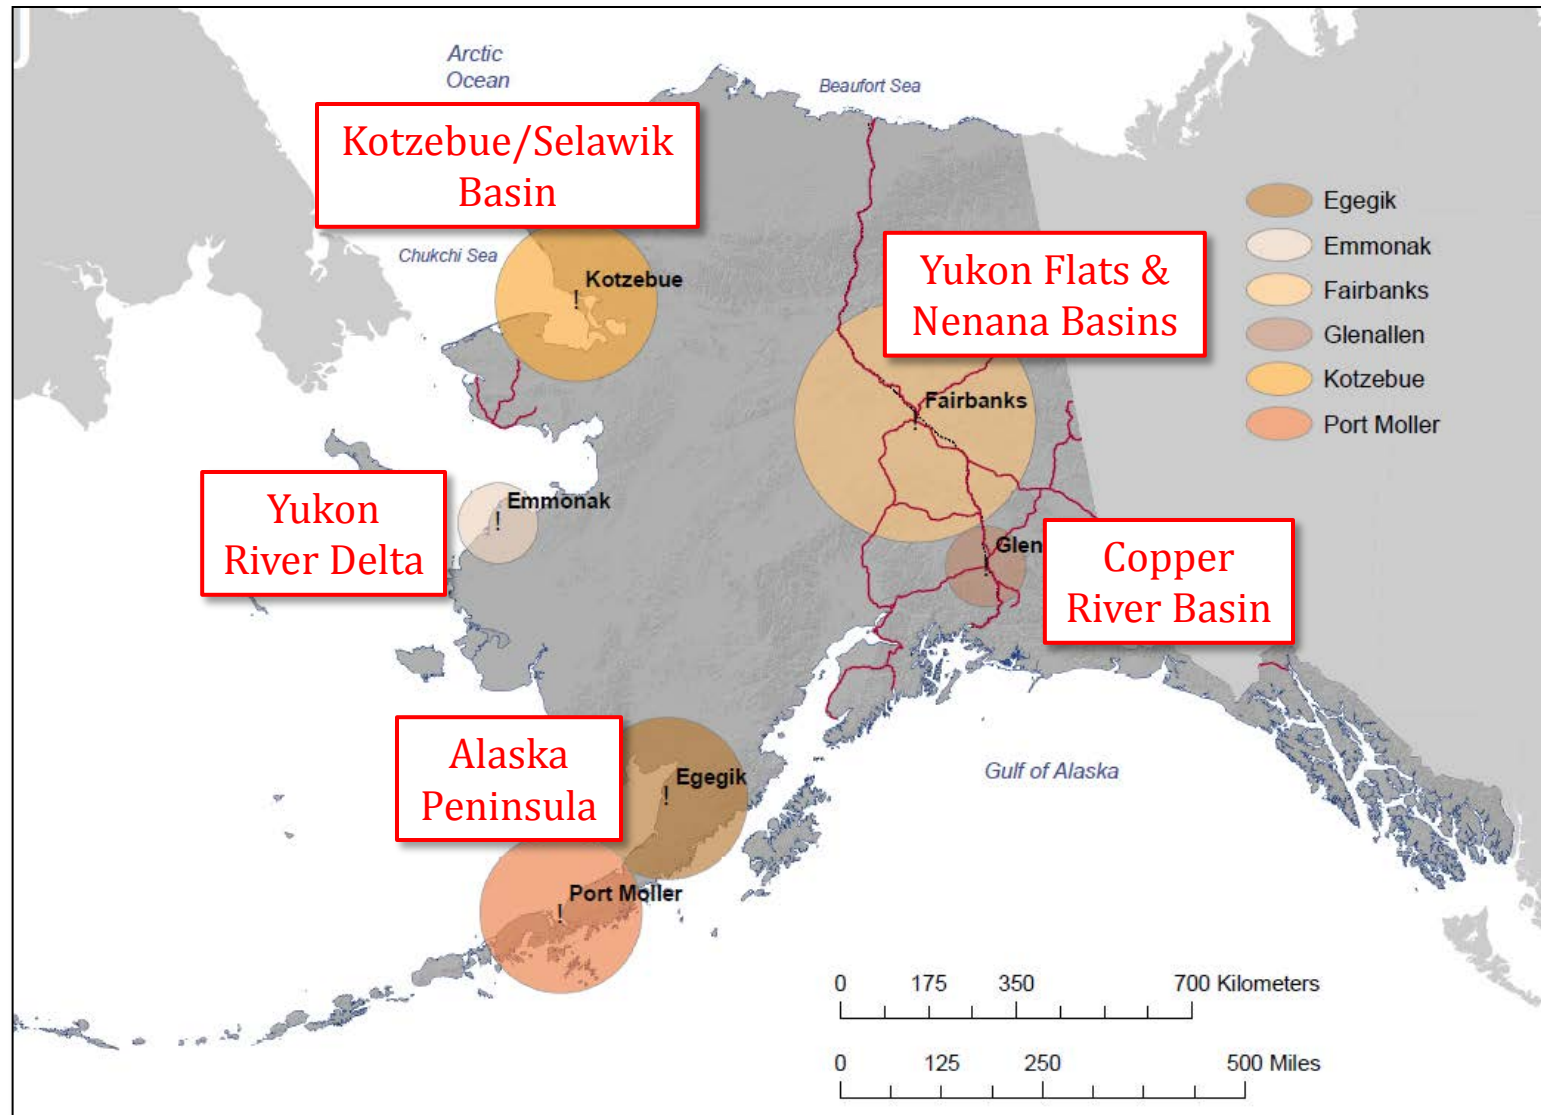 Arctic
Ocean
Beaufort Sea
Kotzebue/Selawik
Basin
Chukchi Sea
Kotzebue
Yukon Flats &
Nenana Basins
Fairbanks
Egegik
Emmonak
Fairbanks
Glenallen
Kotzebue
Port Moller
Yukon
River Delta
Emmonak
Glen
Copper
River Basin
Alaska
Peninsula
Egegik
Gulf of Alaska
Port Moller
0 175 350 700 Kilometers
0 125 250 500 Miles